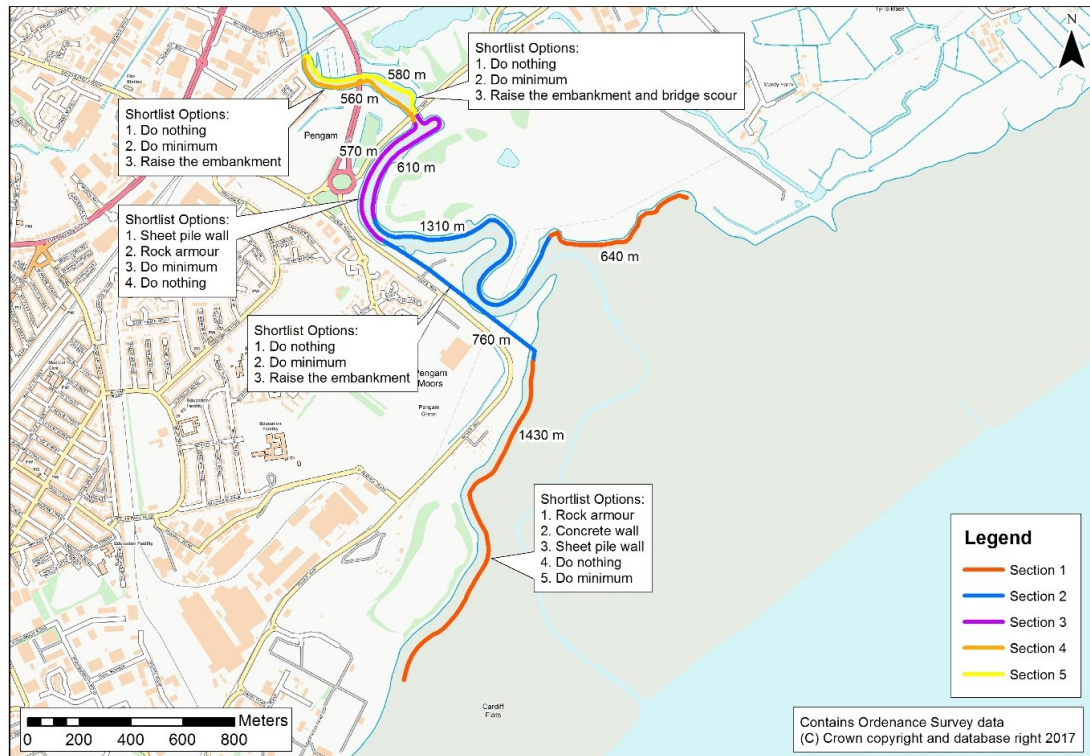 N
Shortlist Options:
1. Do nothing
2. Do minimum
3. Raise the embankment and bridge scour
580 m
560 m
Shortlist Options:
1. Do nothing
2. Do minimum
3. Raise the embankment
Pengam
570 m
610 m
Shortlist Options:
1. Sheet pile wall
2. Rock armour
3. Do minimum
4. Do nothing
1310 m
640 m
Shortlist Options:
1. Do nothing
2. Do minimum
3. Raise the embankment
760 m
Pengam
Moors
Pengam
Green
Education
Facility
Education
Facility
Education Facility
1430 m
Shortlist Options:
1. Rock armour
2. Concrete wall
3. Sheet pile wall
4. Do nothing
5. Do minimum
Legend
Section 1
Section 2
Section 3
Section 4
Section 5
Cardiff
Flats
Meters
0 200 400 600 800
Contains Ordenance Survey data
(C) Crown copyright and database right 2017